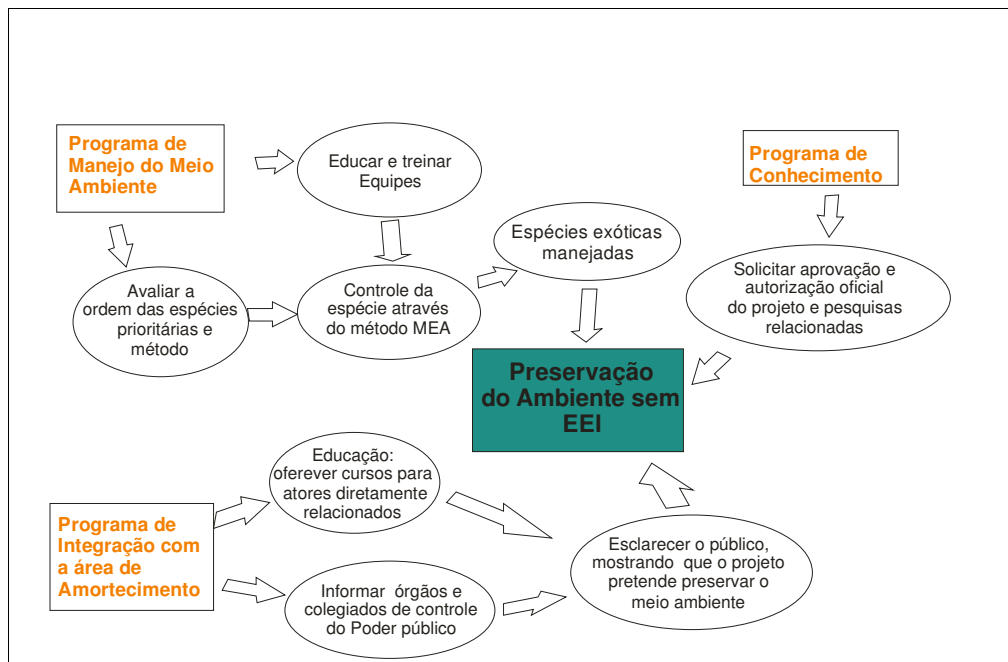 Programa de
Manejo do Meio
Ambiente
Educar e treinar
Equipes
Programa de
Conhecimento
Espécies exóticas
manejadas
Avaliar a
ordem das espécies
prioritárias e
método
Controle da
espécie através
do método MEA
Solicitar aprovação e
autorização oficial
do projeto e pesquisas
relacionadas
Preservação
do Ambiente sem
EEI
Educação:
oferever cursos para
atores diretamente
relacionados
Programa de
Integração com
a área de
Amortecimento
Informar órgãos e
colegiados de controle
do Poder público
Esclarecer o público,
mostrando que o projeto
pretende preservar o
meio ambiente